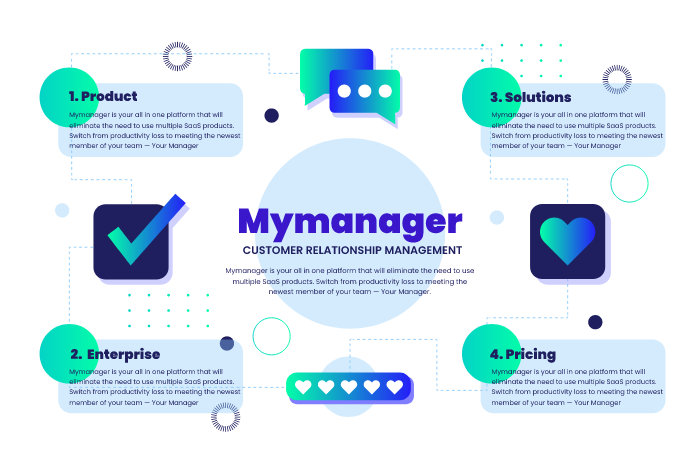 1. Product
Mymanager is your all in one platform that will
eliminate the need to use multiple SaaS products.
Switch from productivity loss to meeting the newest
member of your team — Your Manager
3. Solutions
Mymanager is your all in one platform that will
eliminate the need to use multiple SaaS products.
Switch from productivity loss to meeting the newest
member of your team — Your Manager
Mymanager
CUSTOMER RELATIONSHIP MANAGEMENT
Mymanager is your all in one platform that will eliminate the need to use
multiple SaaS products. Switch from productivity loss to meeting the
newest member of your team — Your Manager.
2. Enterprise
Mymanager is your all in one platform that will
eliminate the need to use multiple SaaS products.
Switch from productivity loss to meeting the newest
member of your team — Your Manager
4. Pricing
Mymanager is your all in one platform that will
eliminate the need to use multiple SaaS products.
Switch from productivity loss to meeting the newest
member of your team — Your Manager